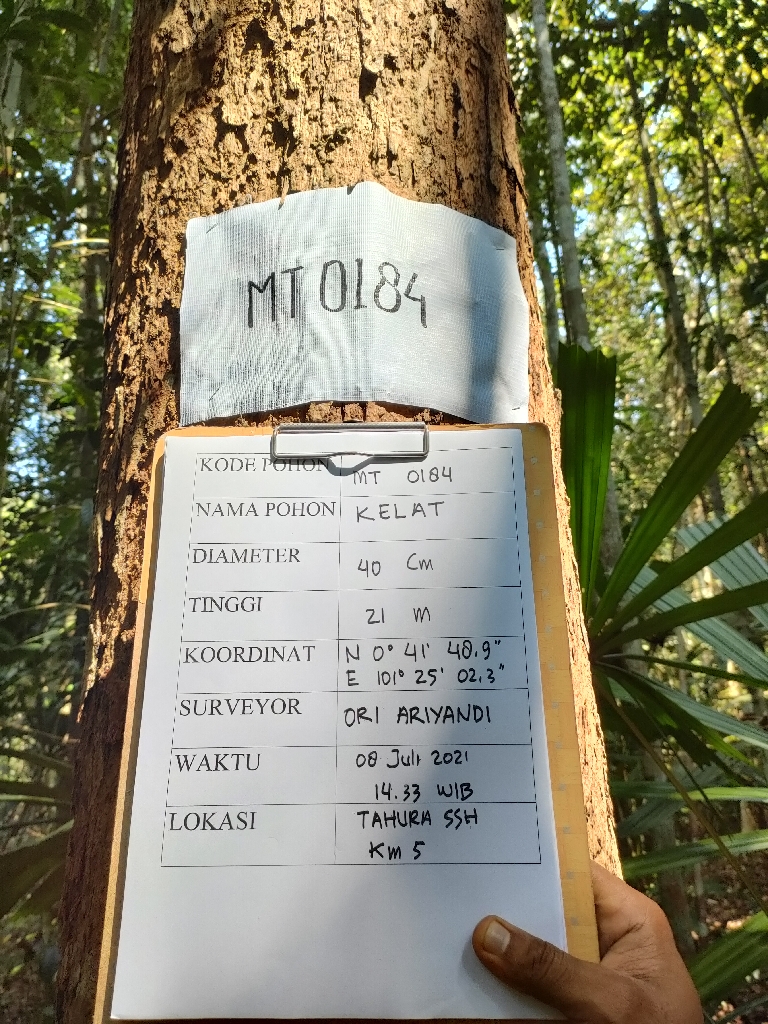 MT 0184
KODE POHON MT 0184
NAMA POHON KELAT
DIAMETER 40 Cm
TINGGI 21 m
KOORDINAT N 0° 41' 48.9"
E 101° 25' 02.3"
SURVEYOR ORI ARIYANDI
WAKTU 08 Juli 2021
14.33 WIB
LOKASI TAHURA SSH
Km 5